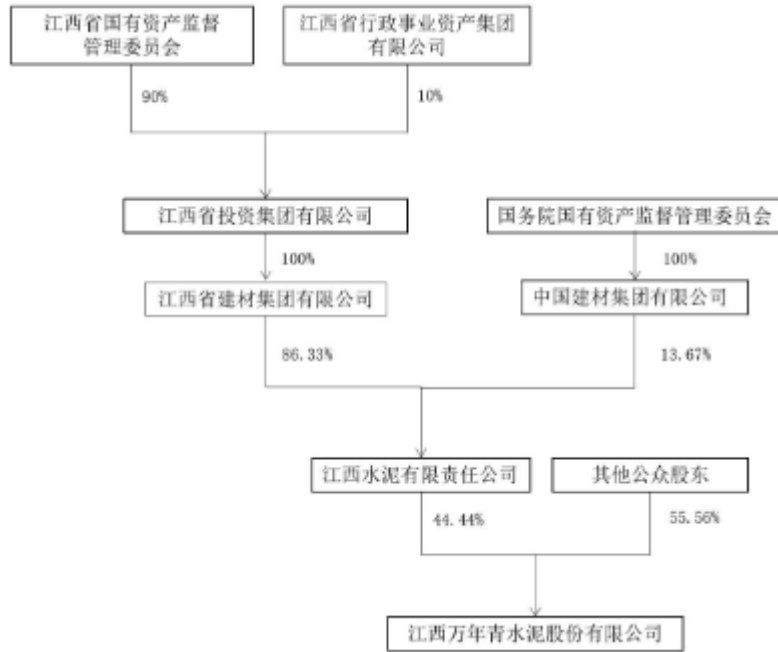 江西省国有资产监督
管理委员会
江西省行政事业资产集团
有限公司
90%
10%
江西省投资集团有限公司
国务院国有资产监督管理委员会
100%
100%
江西省建材集团有限公司
中国建材集团有限公司
86.33%
13.67%
江西水泥有限责任公司
其他公众股东
44.44%
55.56%
江西万年青水泥股份有限公司